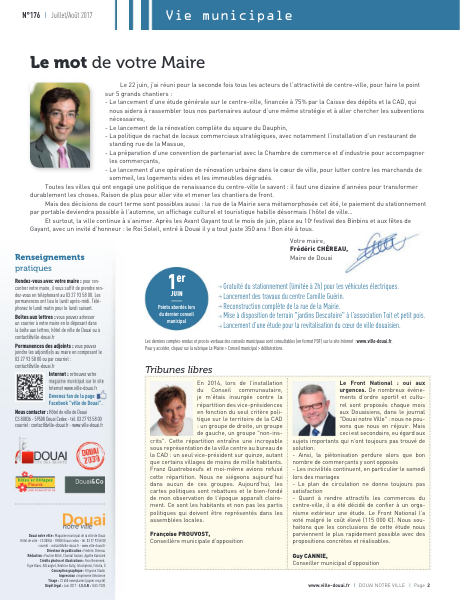 N°176 | Juillet/Août 2017
Vie municipale
Le mot de votre Maire
Le 22 juin, j'ai réuni pour la seconde fois tous les acteurs de l'attractivité de centre-ville, pour faire le point
sur 5 grands chantiers :
- Le lancement d'une étude générale sur le centre-ville, financée à 75% par la Caisse des dépôts et la CAD, qui
nous aidera à rassembler tous nos partenaires autour d'une même stratégie et à aller chercher les subventions
nécessaires,
- Le lancement de la rénovation complète du square du Dauphin,
- La politique de rachat de locaux commerciaux stratégiques, avec notamment l'installation d'un restaurant de
standing rue de la Massue,
- La préparation d'une convention de partenariat avec la Chambre de commerce et d'industrie pour accompagner
les commerçants,
- Le lancement d'une opération de rénovation urbaine dans le cœur de ville, pour lutter contre les marchands de
sommeil, les logements vides et les immeubles dégradés.
Toutes les villes qui ont engagé une politique de renaissance du centre-ville le savent : il faut une dizaine d'années pour transformer
durablement les choses. Raison de plus pour aller vite et mener les chantiers de front.
Mais des décisions de court terme sont possibles aussi : la rue de la Mairie sera métamorphosée cet été, le paiement du stationnement
par portable deviendra possible à l'automne, un affichage culturel et touristique habille désormais l'hôtel de ville...
Et surtout, la ville continue à s'animer. Après les Avant Gayant tout le mois de juin, place au 10e festival des Binbins et aux fêtes de
Gayant, avec un invité d'honneur : le Roi Soleil, entré à Douai il y a tout juste 350 ans ! Bon été à tous.
Votre maire,
Frédéric CHÉREAU,
Maire de Douai
Renseignements
pratiques
Rendez-vous avec votre maire : pour ren-
contrer votre maire, il vous suffit de prendre ren-
dez-vous en téléphonant au 03 27 93 58 00. Les
permanences ont lieu le lundi après-midi. Télé-
phonez le lundi matin pour le lundi suivant.
Boîtes aux lettres : vous pouvez adresser
un courrier à votre maire en le déposant dans
la boîte aux lettres, hôtel de ville de Douai ou à
contact@ville-douai.fr
Permanences des adjoints : vous pouvez
joindre les adjoint(e)s au maire en composant le
03 27 93 58 00 ou par courriel :
contact@ville-douai.fr
Internet : retrouvez votre
magazine municipal sur le site
Internet www.ville-douai.fr
Devenez fan de la page
Facebook "ville de Douai".
Nous contacter : Hôtel de ville de Douai
CS 80836 - 59508 Douai Cedex - tél. 03 27 93 58 00
courriel : contact@ville-douai.fr - www.ville-douai.fr
DOUAI
Douai&Co
Douai
notre ville
1er
JUIN
Points abordés lors
du dernier conseil
municipal
→ Gratuité du stationnement (limitée à 2h) pour les véhicules électriques.
→ Lancement des travaux du centre Camille Guérin.
→ Reconstruction complète de la rue de la Mairie.
→ Mise à disposition de terrain "jardins Descatoire" à l'association Toit et petit pois.
→ Lancement d'une étude pour la revitalisation du cœur de ville douaisien.
Les derniers comptes-rendus et procès verbaux des conseils municipaux sont consultables (en format PDF) sur le site Internet : www.ville-douai.fr.
Pour y accéder, cliquez sur la rubrique La Mairie > Conseil municipal > délibérations.
Tribunes libres
En 2014, lors de l'installation
du Conseil communautaire,
je m'étais insurgée contre la
répartition des vice-présidences
en fonction du seul critère poli-
tique sur le territoire de la CAD
: un groupe de droite, un groupe
de gauche, un groupe "non-ins-
crits". Cette répartition entraîne une incroyable
sous représentation de la ville centre au bureau de
la CAD : un seul vice-président sur quinze, autant
que certains villages de moins de mille habitants.
Franz Quatreboeufs et moi-même avions refusé
cette répartition. Nous ne siégeons aujourd'hui
dans aucun de ces groupes. Aujourd'hui, les
cartes politiques sont rebattues et le bien-fondé
de mon observation de l'époque apparaît claire-
ment. Ce sont les habitants et non pas les partis
politiques qui doivent être représentés dans les
assemblées locales.
Françoise PROUVOST,
Conseillère municipale d'opposition
Le Front National : oui aux
urgences. De nombreux événe-
ments d'ordre sportif et cultu-
rel sont proposés chaque mois
aux Douaisiens, dans le journal
"Douai notre Ville" : nous ne pou-
vons que nous en réjouir. Mais
ceci est secondaire, eu égard aux
sujets importants qui n'ont toujours pas trouvé de
solution.
- Ainsi, la piétonisation perdure alors que bon
nombre de commerçants y sont opposés
- Les incivilités continuent, en particulier le samedi
lors des mariages
- Le plan de circulation ne donne toujours pas
satisfaction
- Quant à rendre attractifs les commerces du
centre-ville, il a été décidé de confier à un orga-
nisme extérieur une étude. Le Front National l'a
voté malgré le coût élevé (115 000 €). Nous sou-
haitons que les conclusions de cette étude nous
parviennent le plus rapidement possible avec des
propositions concrètes et réalisables.
Guy CANNIE,
Conseiller municipal d'opposition
www.ville-douai.fr | DOUAI NOTRE VILLE | Page 2